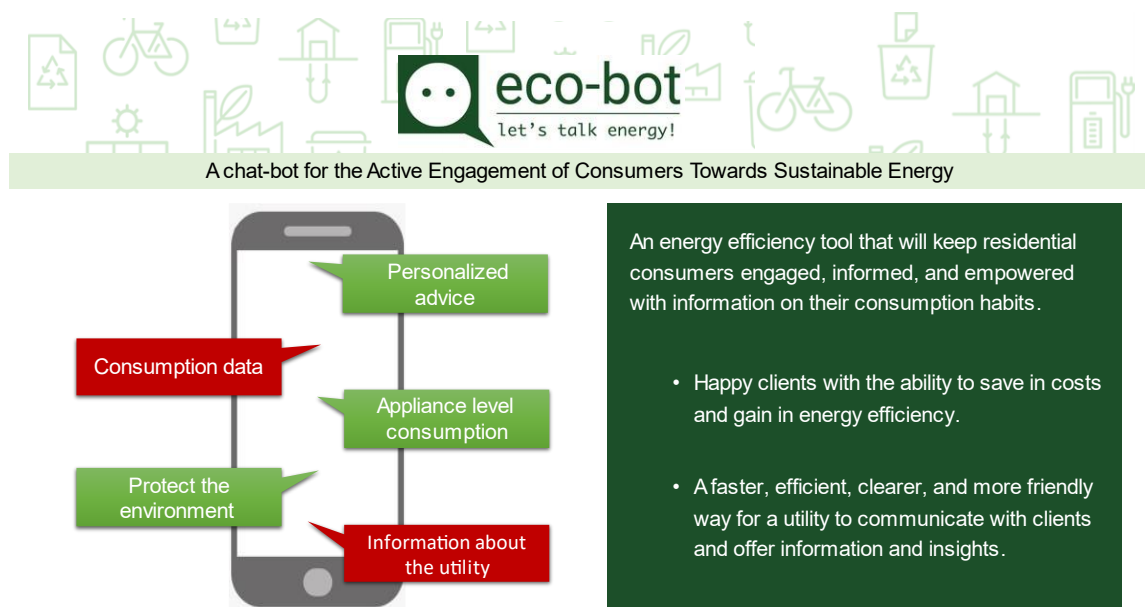 eco-bot
let's talk energy!
A chat-bot for the Active Engagement of Consumers Towards Sustainable Energy
Personalized
advice
Consumption data
Appliance level
consumption
Protect the
environment
Information about
the utility
An energy efficiency tool that will keep residential
consumers engaged, informed, and empowered
with information on their consumption habits.
• Happy clients with the ability to save in costs
and gain in energy efficiency.
• A faster, efficient, clearer, and more friendly
way for a utility to communicate with clients
and offer information and insights.